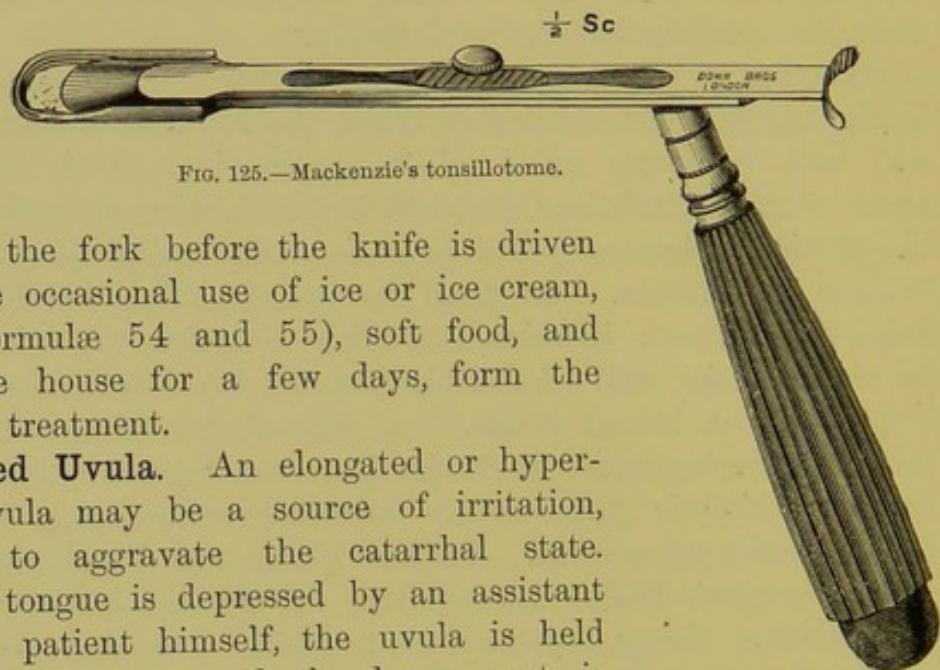 ½ Sc
DOWN BROS
LONDON
FIG. 125.—Mackenzie's tonsillotome.
the fork before the knife is driven
occasional use of ice or ice cream,
54 and 55), soft food, and
house for a few days, form the
treatment.
Uvula. An elongated or hyper-
may be a source of irritation,
to aggravate the catarrhal state.
tongue is depressed by an assistant
patient himself, the uvula is held